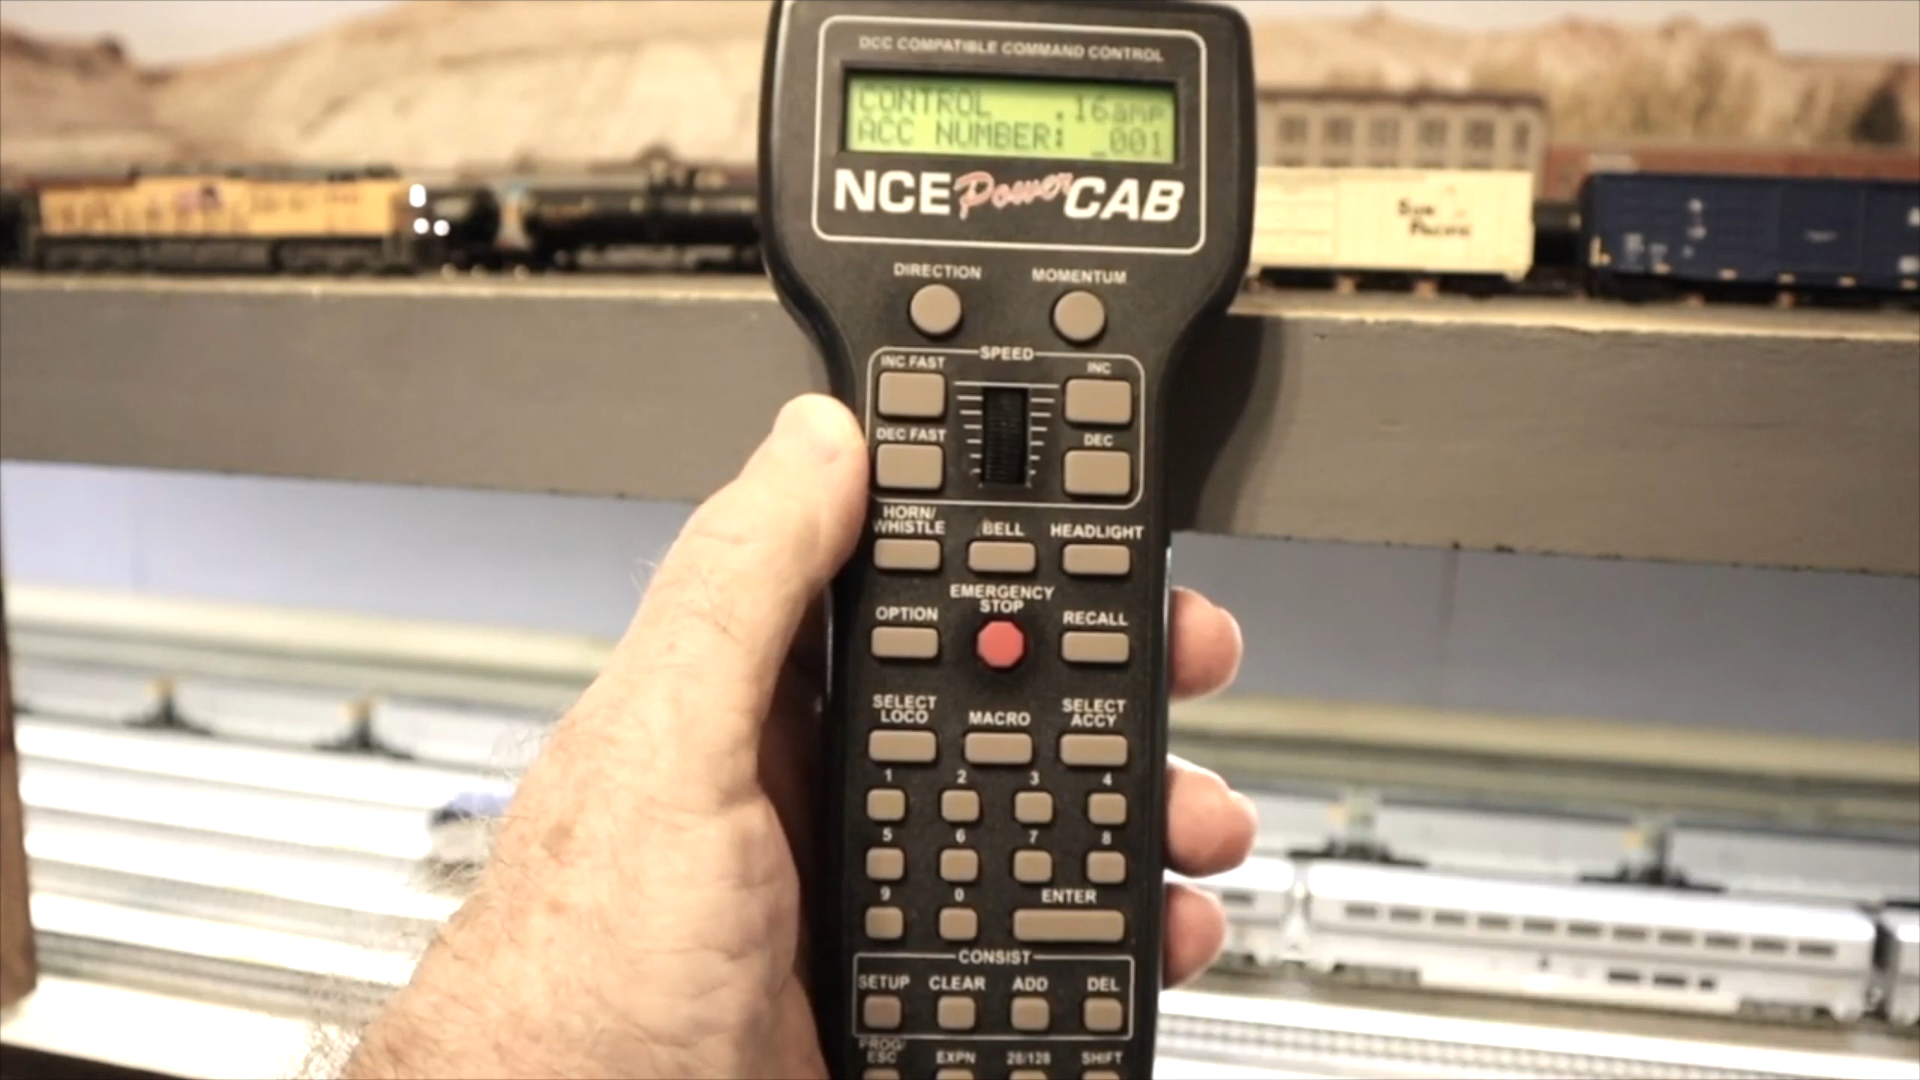 DCC COMPATIBLE COMMAND CONTROL
CONTROL .16amp
ACC NUMBER: _001
NCE Power CAB
DIRECTION MOMENTUM
SPEED
INC FAST INC
DEC FAST DEC
HORN/
WHISTLE BELL HEADLIGHT
EMERGENCY
STOP
OPTION RECALL
SELECT
LOCO MACRO SELECT
ACCY
1 2 3 4
5 6 7 8
9 0 ENTER
CONSIST
SETUP CLEAR ADD DEL
PROG/
ESC EXPN 28/128 SHIFT